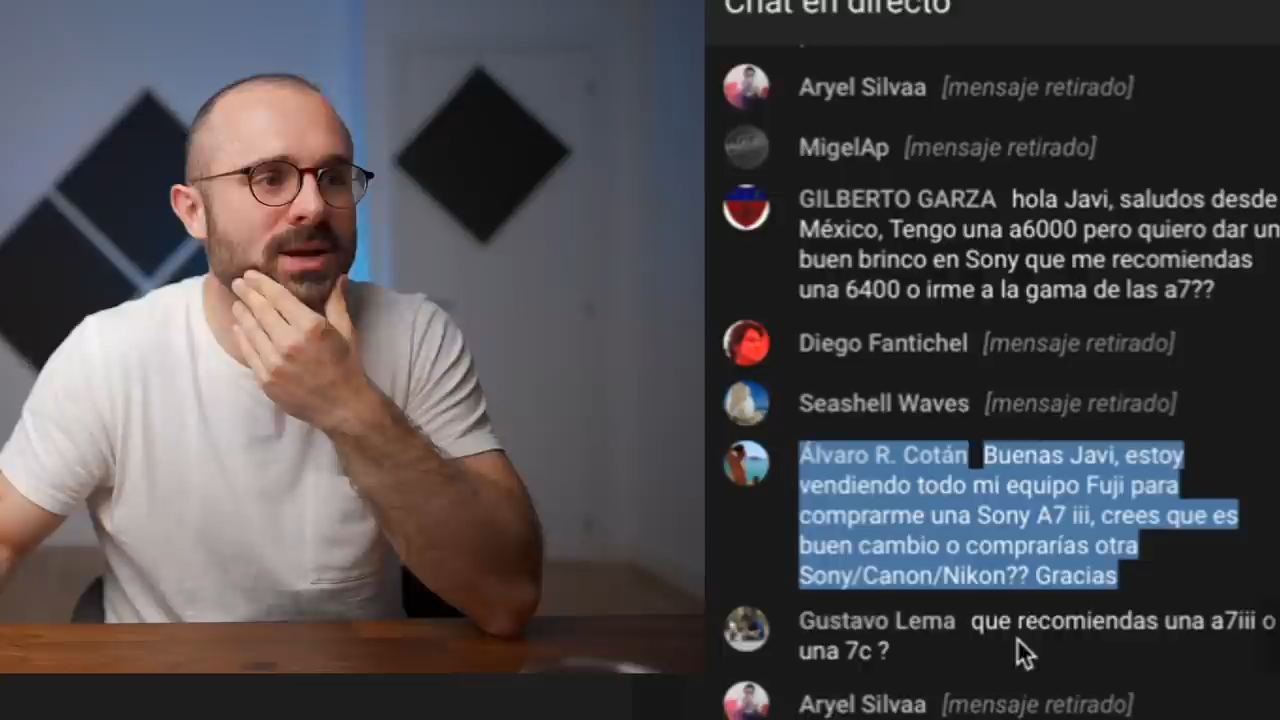 Chat en directo
Aryel Silvaa [mensaje retirado]
MigelAp [mensaje retirado]
GILBERTO GARZA hola Javi, saludos desde
México, Tengo una a6000 pero quiero dar un
buen brinco en Sony que me recomiendas
una 6400 o irme a la gama de las a7??
Diego Fantichel [mensaje retirado]
Seashell Waves [mensaje retirado]
Álvaro R. Cotán Buenas Javi, estoy
vendiendo todo mi equipo Fuji para
comprarme una Sony A7 iii, crees que es
buen cambio o comprarías otra
Sony/Canon/Nikon?? Gracias
Gustavo Lema que recomiendas una a7iii o
una 7c ?
Aryel Silvaa [mensaje retirado]